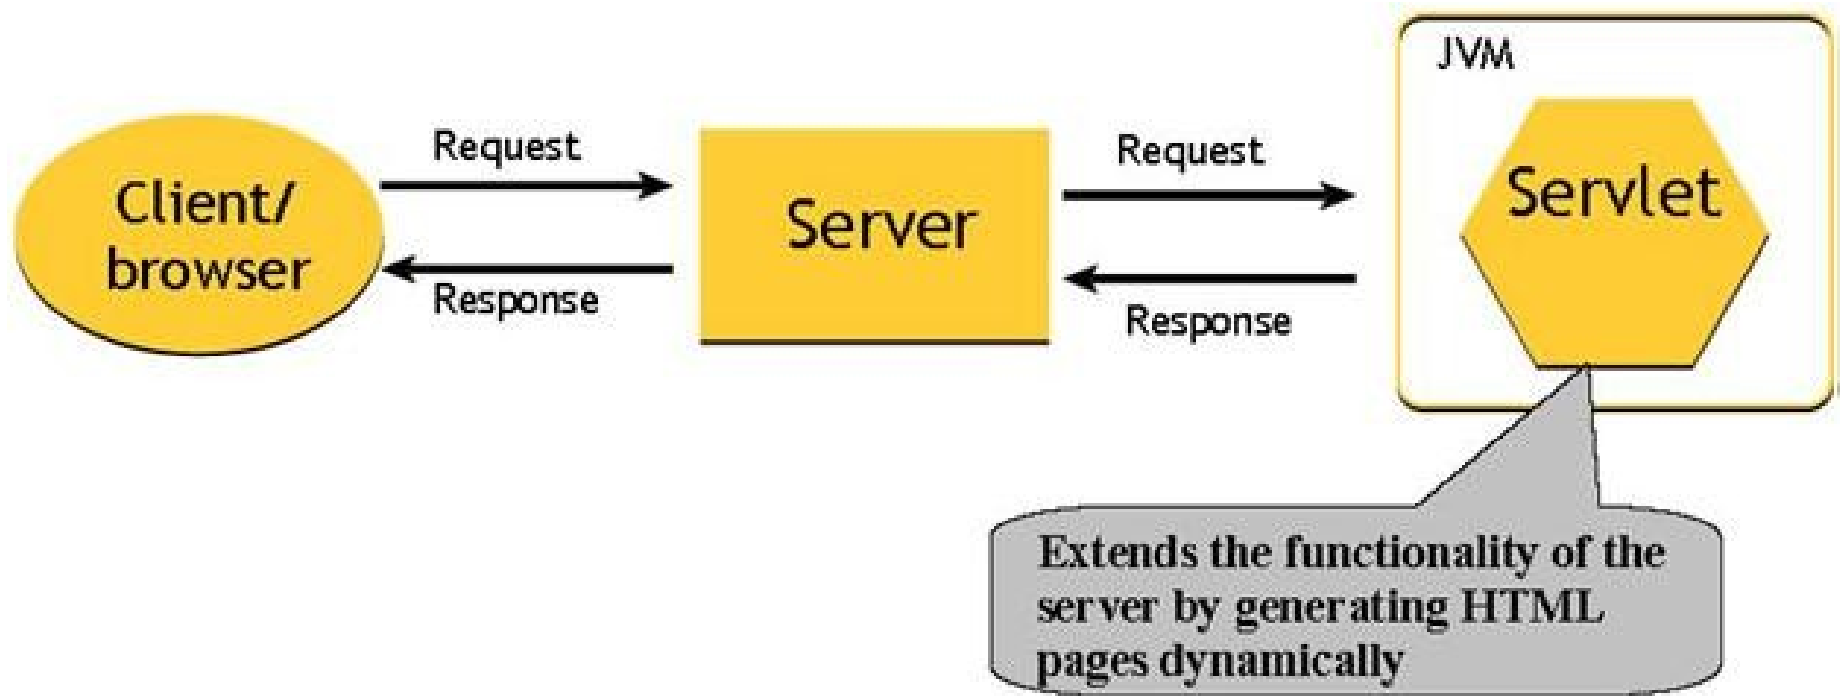 JVM
Client/
browser
Request
Response
Server
Request
Response
Servlet
Extends the functionality of the
server by generating HTML
pages dynamically